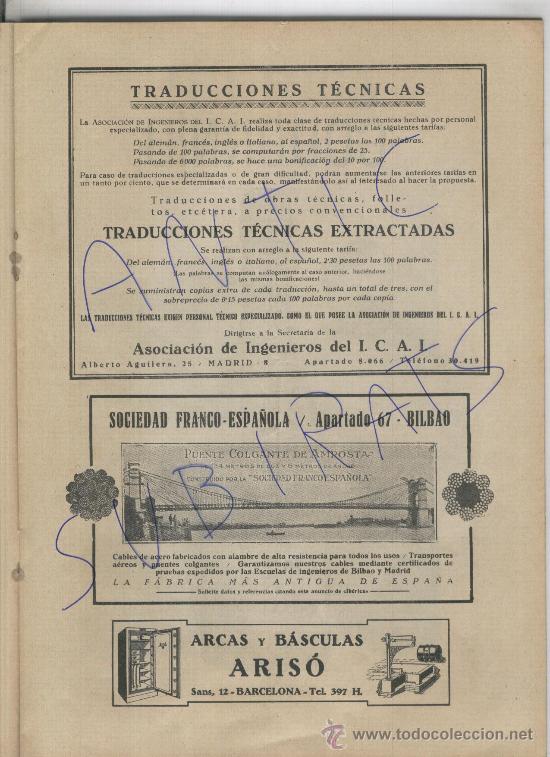 TRADUCCIONES TÉCNICAS
La ASOCIACIÓN DE INGENIEROS DEL I. C. A. I. realiza toda clase de traducciones técnicas hechas por personal
especializado, con plena garantía de fidelidad y exactitud, con arreglo a las siguientes tarifas:
Del alemán, francés, inglés o italiano, al español, 2 pesetas las 100 palabras.
Pasando de 100 palabras, se computarán por fracciones de 25.
Pasando de 6000 palabras, se hace una bonificación del 10 por 100.
Para caso de traducciones especializadas o de gran dificultad, podrán aumentarse las anteriores tarifas en
un tanto por ciento, que se determinará en cada caso, manifestándolo así al interesado al hacer la propuesta.
Traducciones de obras técnicas, folle-
tos, etcétera, a precios convencionales
TRADUCCIONES TÉCNICAS EXTRACTADAS
Se realizan con arreglo a la siguiente tarifa:
Del alemán, francés, inglés o italiano, al español, 2'30 pesetas las 100 palabras.
(Las palabras se computan análogamente al caso anterior, haciéndose
las mismas bonificaciones)
Se suministran copias extra de cada traducción, hasta un total de tres, con el
sobreprecio de 0'15 pesetas cada 100 palabras por cada copia.
LAS TRADUCCIONES TÉCNICAS EXIGEN PERSONAL TÉCNICO ESPECIALIZADO, COMO EL QUE POSEE LA ASOCIACIÓN DE INGENIEROS DEL I. C. A. I.
Dirigirse a la Secretaría de la
Asociación de Ingenieros del I. C. A. I.
Alberto Aguilera, 25 / MADRID - 8 Apartado 8.066 / Teléfono 30.419
ANTIC
SUBIRATS
SOCIEDAD FRANCO-ESPAÑOLA / Apartado 67 - BILBAO
PUENTE COLGANTE DE AMPOSTA
METROS DE LUZ Y 6 METROS DE ANCHO
CONSTRUIDO POR LA "SOCIEDAD FRANCO ESPAÑOLA"
Cables de acero fabricados con alambre de alta resistencia para todos los usos / Transportes
aéreos y puentes colgantes / Garantizamos nuestros cables mediante certificados de
pruebas expedidos por las Escuelas de ingenieros de Bilbao y Madrid
LA FÁBRICA MÁS ANTIGUA DE ESPAÑA
Solicite datos y referencias citando este anuncio de
ARCAS Y BÁSCULAS
ARISÓ
Sans, 12 - BARCELONA - Tel. 397 H.
todocoleccion
www.todocoleccion.net